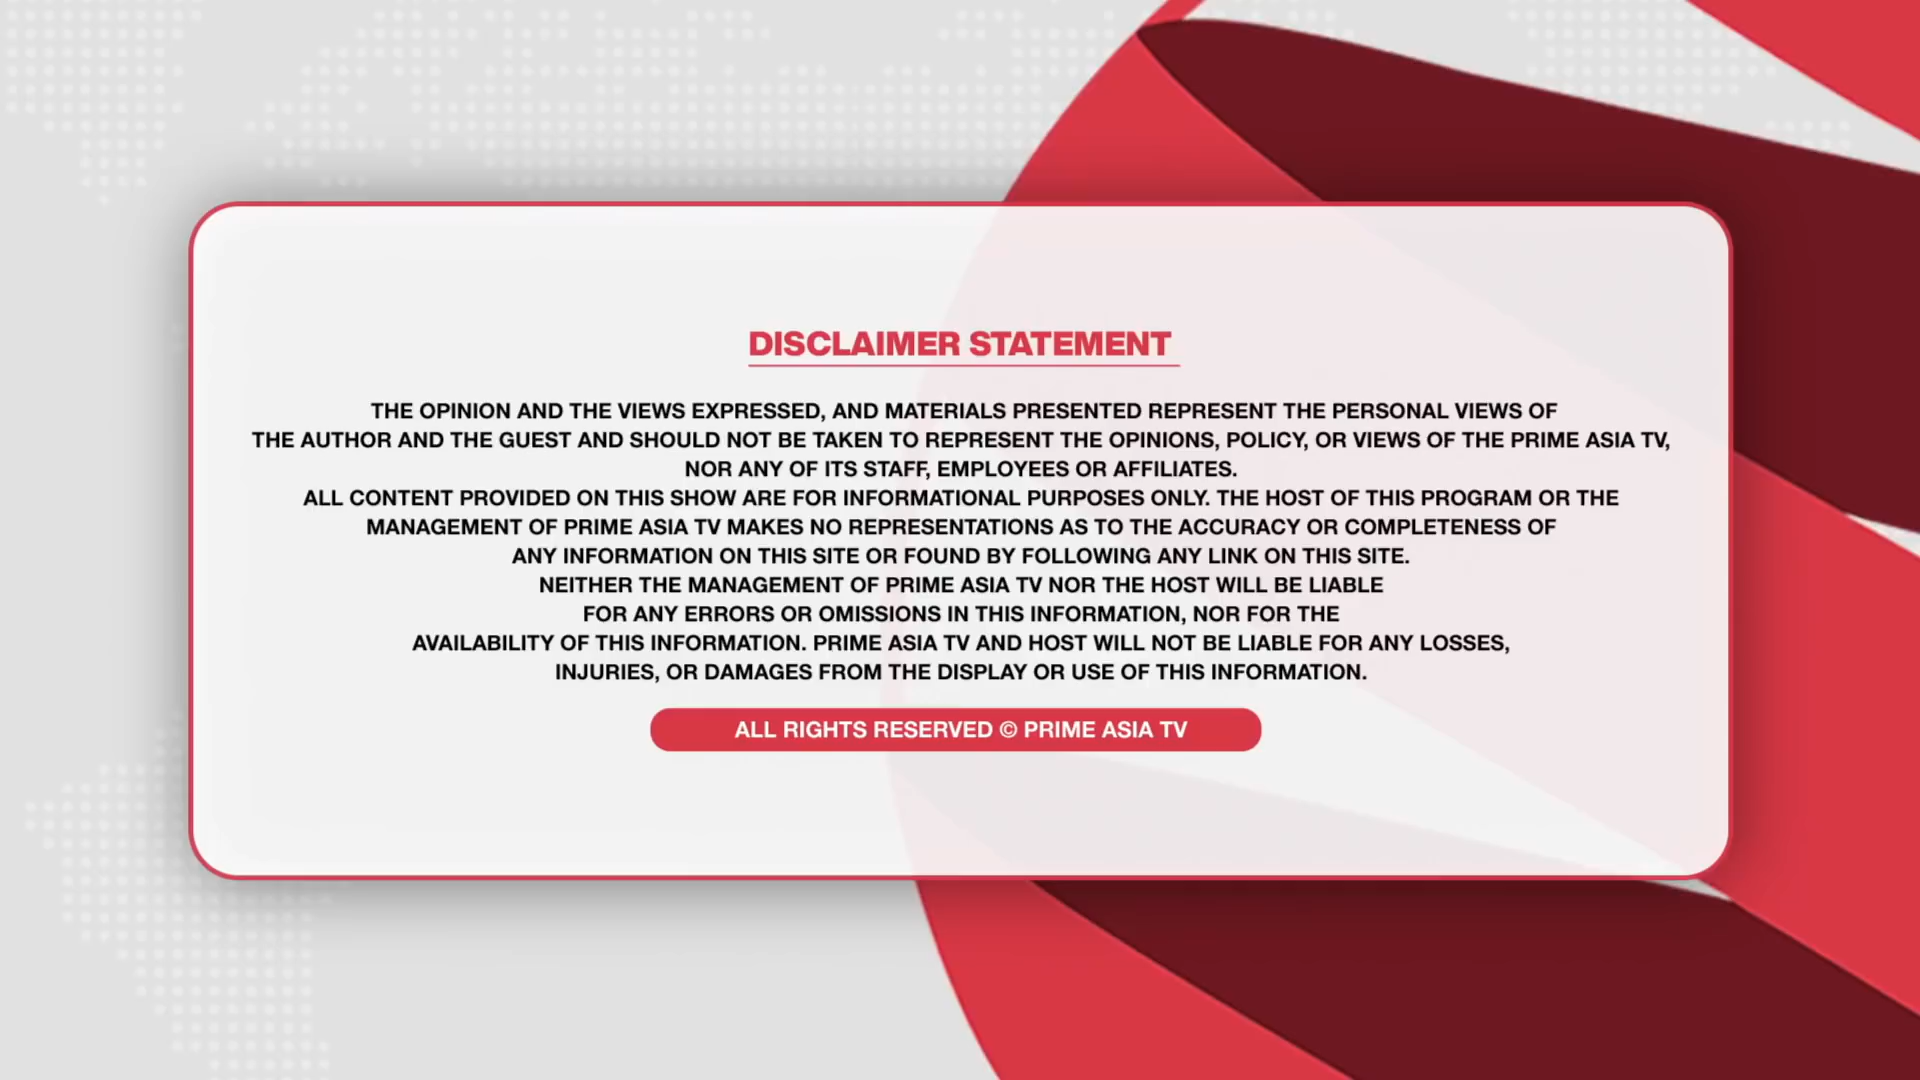 DISCLAIMER STATEMENT
THE OPINION AND THE VIEWS EXPRESSED, AND MATERIALS PRESENTED REPRESENT THE PERSONAL VIEWS OF
THE AUTHOR AND THE GUEST AND SHOULD NOT BE TAKEN TO REPRESENT THE OPINIONS, POLICY, OR VIEWS OF THE PRIME ASIA TV,
NOR ANY OF ITS STAFF, EMPLOYEES OR AFFILIATES.
ALL CONTENT PROVIDED ON THIS SHOW ARE FOR INFORMATIONAL PURPOSES ONLY. THE HOST OF THIS PROGRAM OR THE
MANAGEMENT OF PRIME ASIA TV MAKES NO REPRESENTATIONS AS TO THE ACCURACY OR COMPLETENESS OF
ANY INFORMATION ON THIS SITE OR FOUND BY FOLLOWING ANY LINK ON THIS SITE.
NEITHER THE MANAGEMENT OF PRIME ASIA TV NOR THE HOST WILL BE LIABLE
FOR ANY ERRORS OR OMISSIONS IN THIS INFORMATION, NOR FOR THE
AVAILABILITY OF THIS INFORMATION. PRIME ASIA TV AND HOST WILL NOT BE LIABLE FOR ANY LOSSES,
INJURIES, OR DAMAGES FROM THE DISPLAY OR USE OF THIS INFORMATION.
ALL RIGHTS RESERVED © PRIME ASIA TV